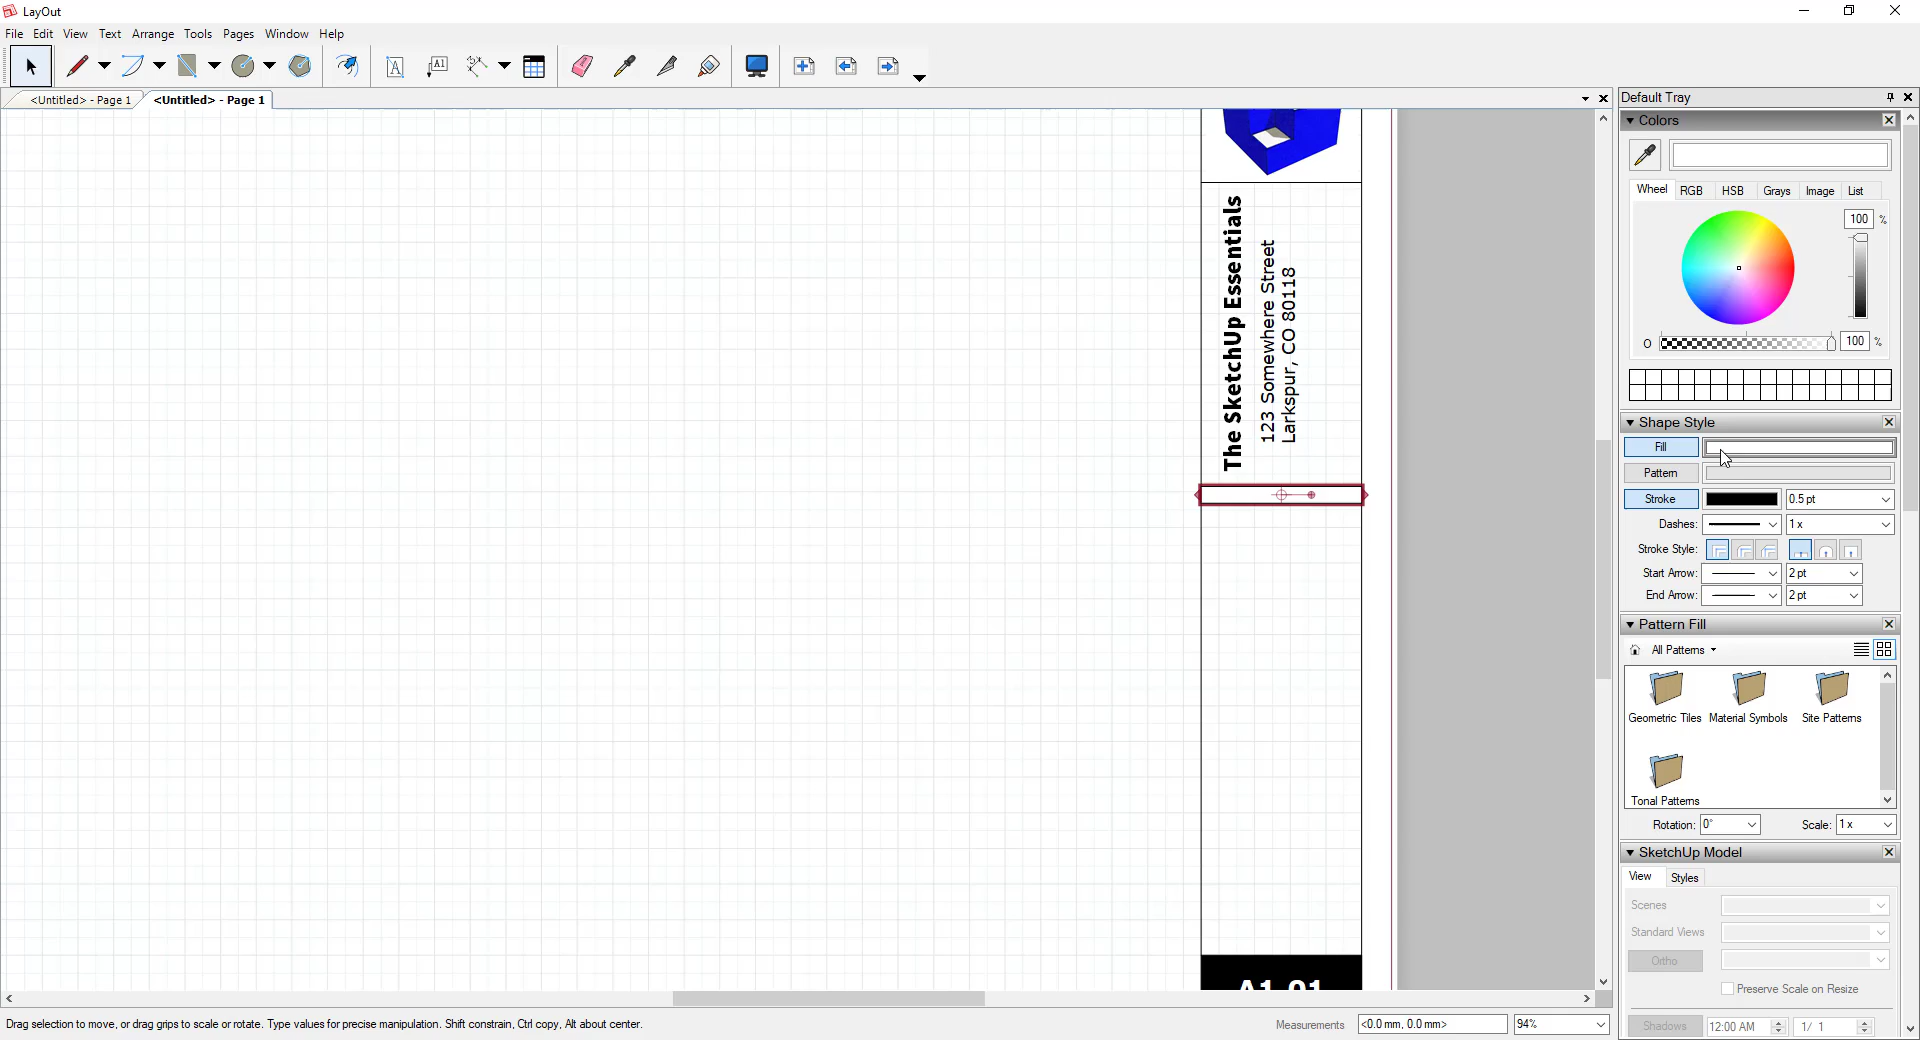 LayOut
File Edit View Text Arrange Tools Pages Window Help
A A1
<Untitled> - Page 1 <Untitled> - Page 1
Default Tray
Colors
Wheel RGB HSB Grays Image List
100 %
O 100 %
Shape Style
Fill
Pattern
Stroke 0.5 pt
Dashes: 1 x
Stroke Style:
Start Arrow: 2 pt
End Arrow: 2 pt
Pattern Fill
All Patterns
Geometric Tiles Material Symbols Site Patterns
Tonal Patterns
Rotation: 0° Scale: 1 x
SketchUp Model
View Styles
Scenes
Standard Views
Ortho
Preserve Scale on Resize
Shadows 12:00 AM 1/ 1
The SketchUp Essentials
123 Somewhere Street
Larkspur, CO 80118
A1.01
Drag selection to move, or drag grips to scale or rotate. Type values for precise manipulation. Shift constrain, Ctrl copy, Alt about center.
Measurements <0.0 mm, 0.0 mm> 94%